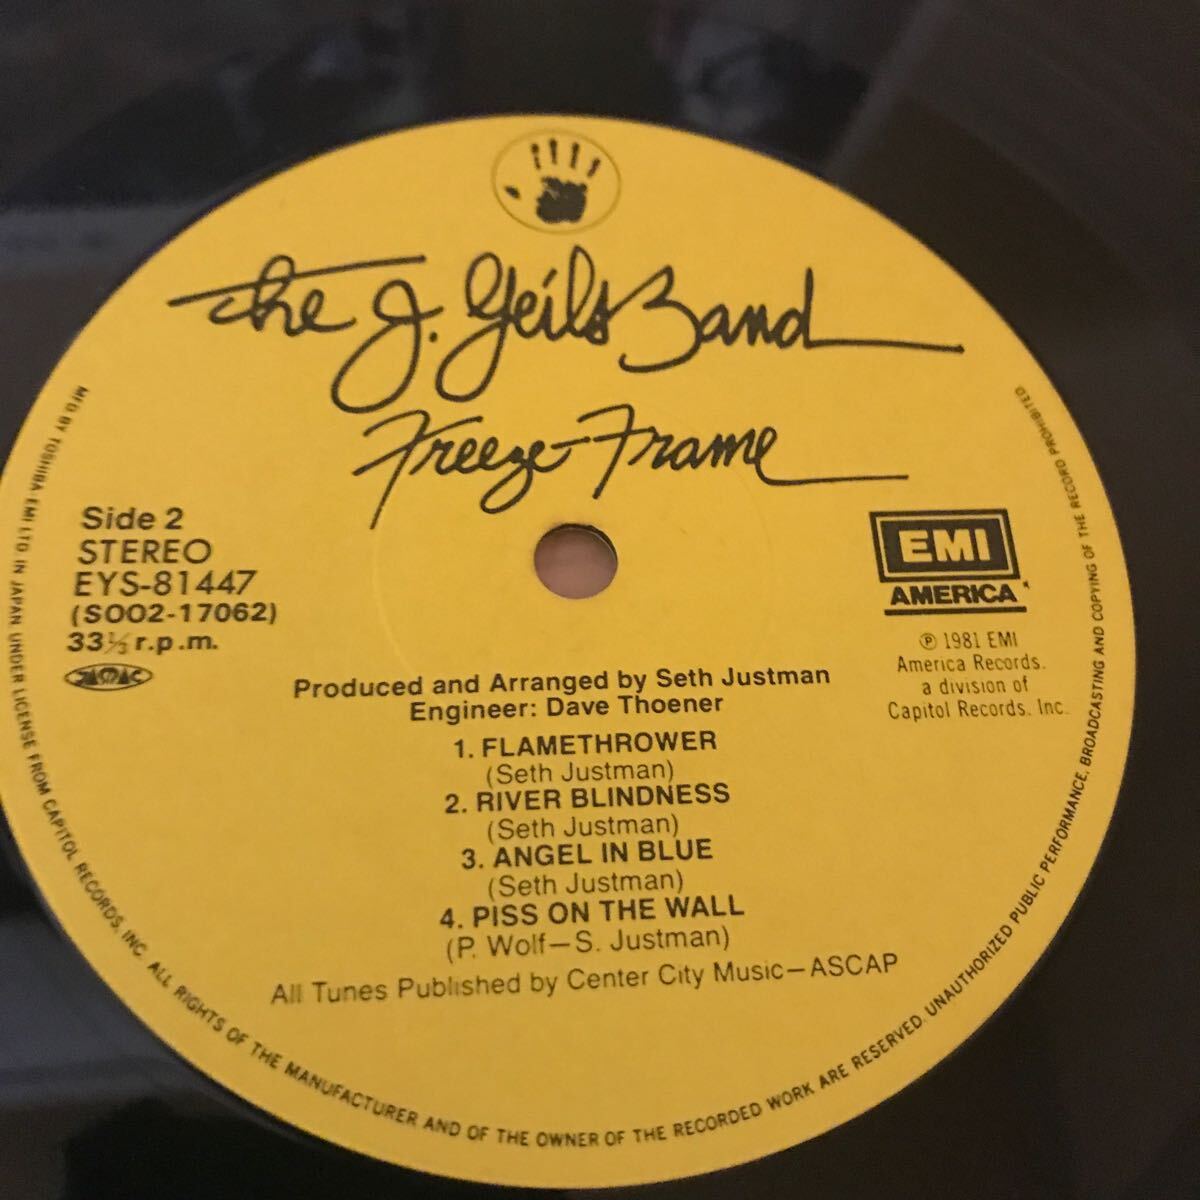 The J. Geils Band
Freeze-Frame
Side 2
STEREO
EYS-81447
(SOO2-17062)
33⅓ r.p.m.
JASRAC
EMI
AMERICA
℗ 1981 EMI
America Records.
a division of
Capitol Records. Inc.
Produced and Arranged by Seth Justman
Engineer: Dave Thoener
1. FLAMETHROWER
(Seth Justman)
2. RIVER BLINDNESS
(Seth Justman)
3. ANGEL IN BLUE
(Seth Justman)
4. PISS ON THE WALL
(P. Wolf—S. Justman)
All Tunes Published by Center City Music—ASCAP
MFD. BY TOSHIBA-EMI LTD. IN JAPAN UNDER LICENSE FROM CAPITOL RECORDS, INC. ALL RIGHTS OF THE MANUFACTURER AND OF THE OWNER OF THE RECORDED WORK ARE RESERVED. UNAUTHORIZED PUBLIC PERFORMANCE, BROADCASTING AND COPYING OF THE RECORD PROHIBITED.